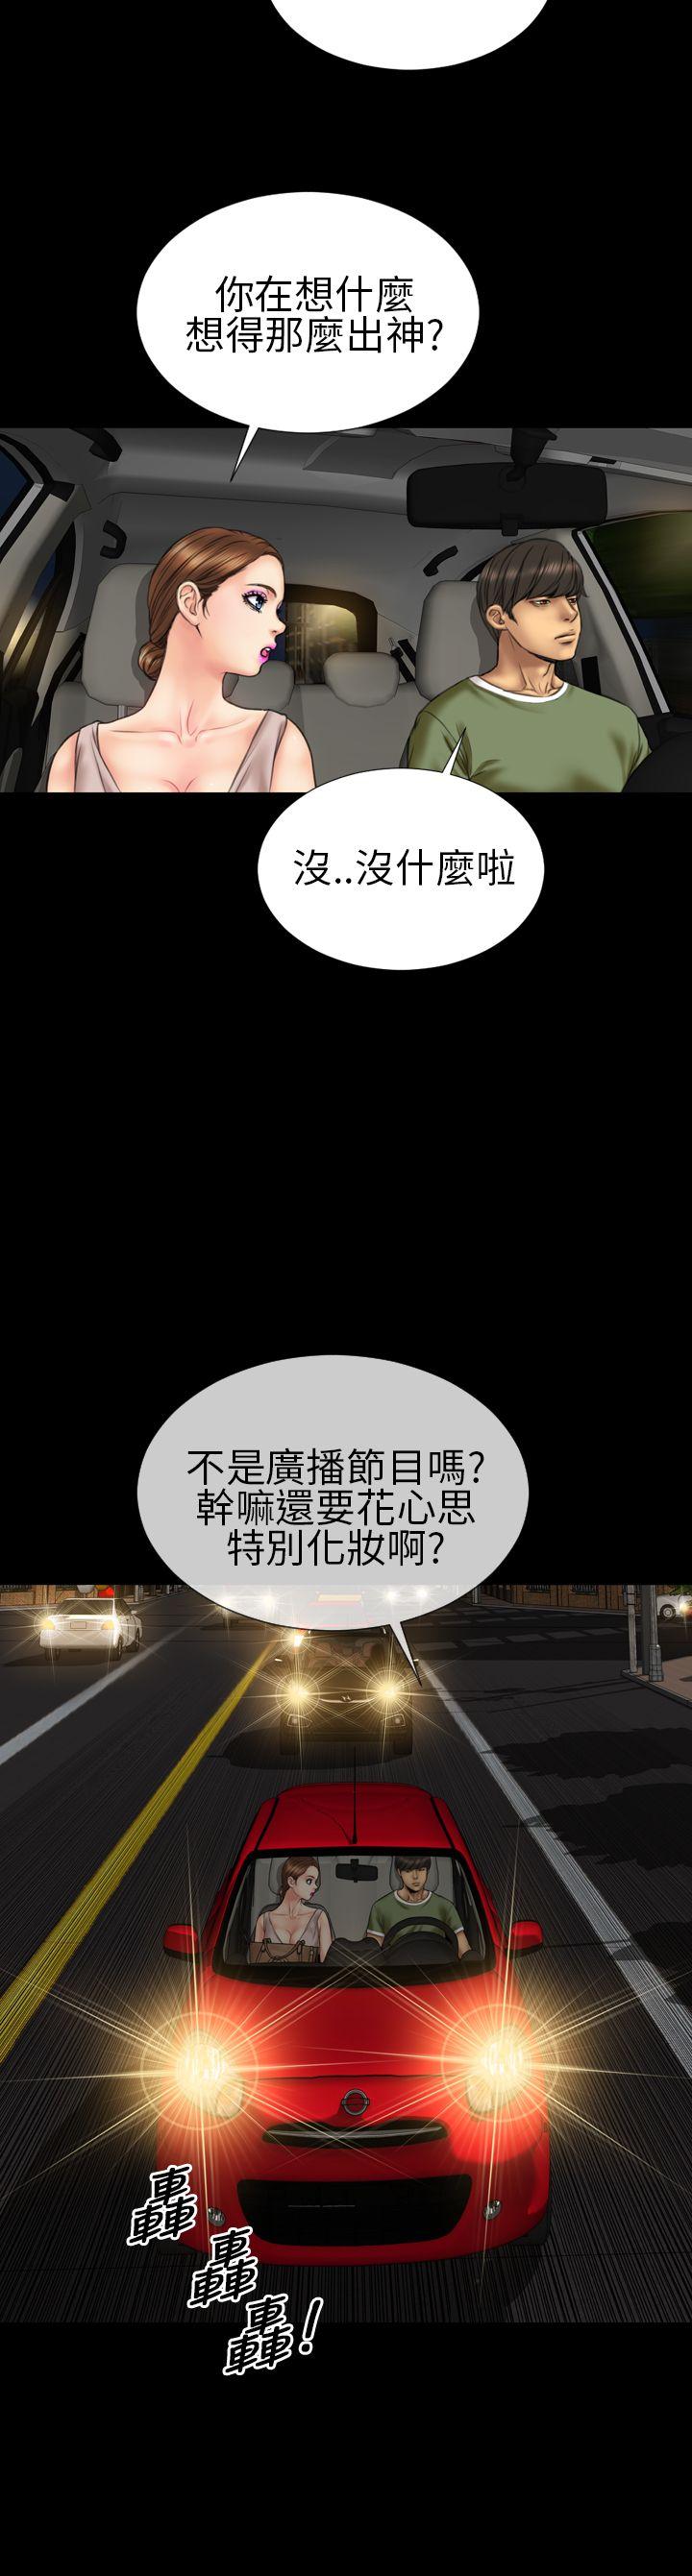 你在想什麼
想得那麼出神?
沒..沒什麼啦
不是廣播節目嗎?
幹嘛還要花心思
特別化妝啊?
轟
轟
轟!